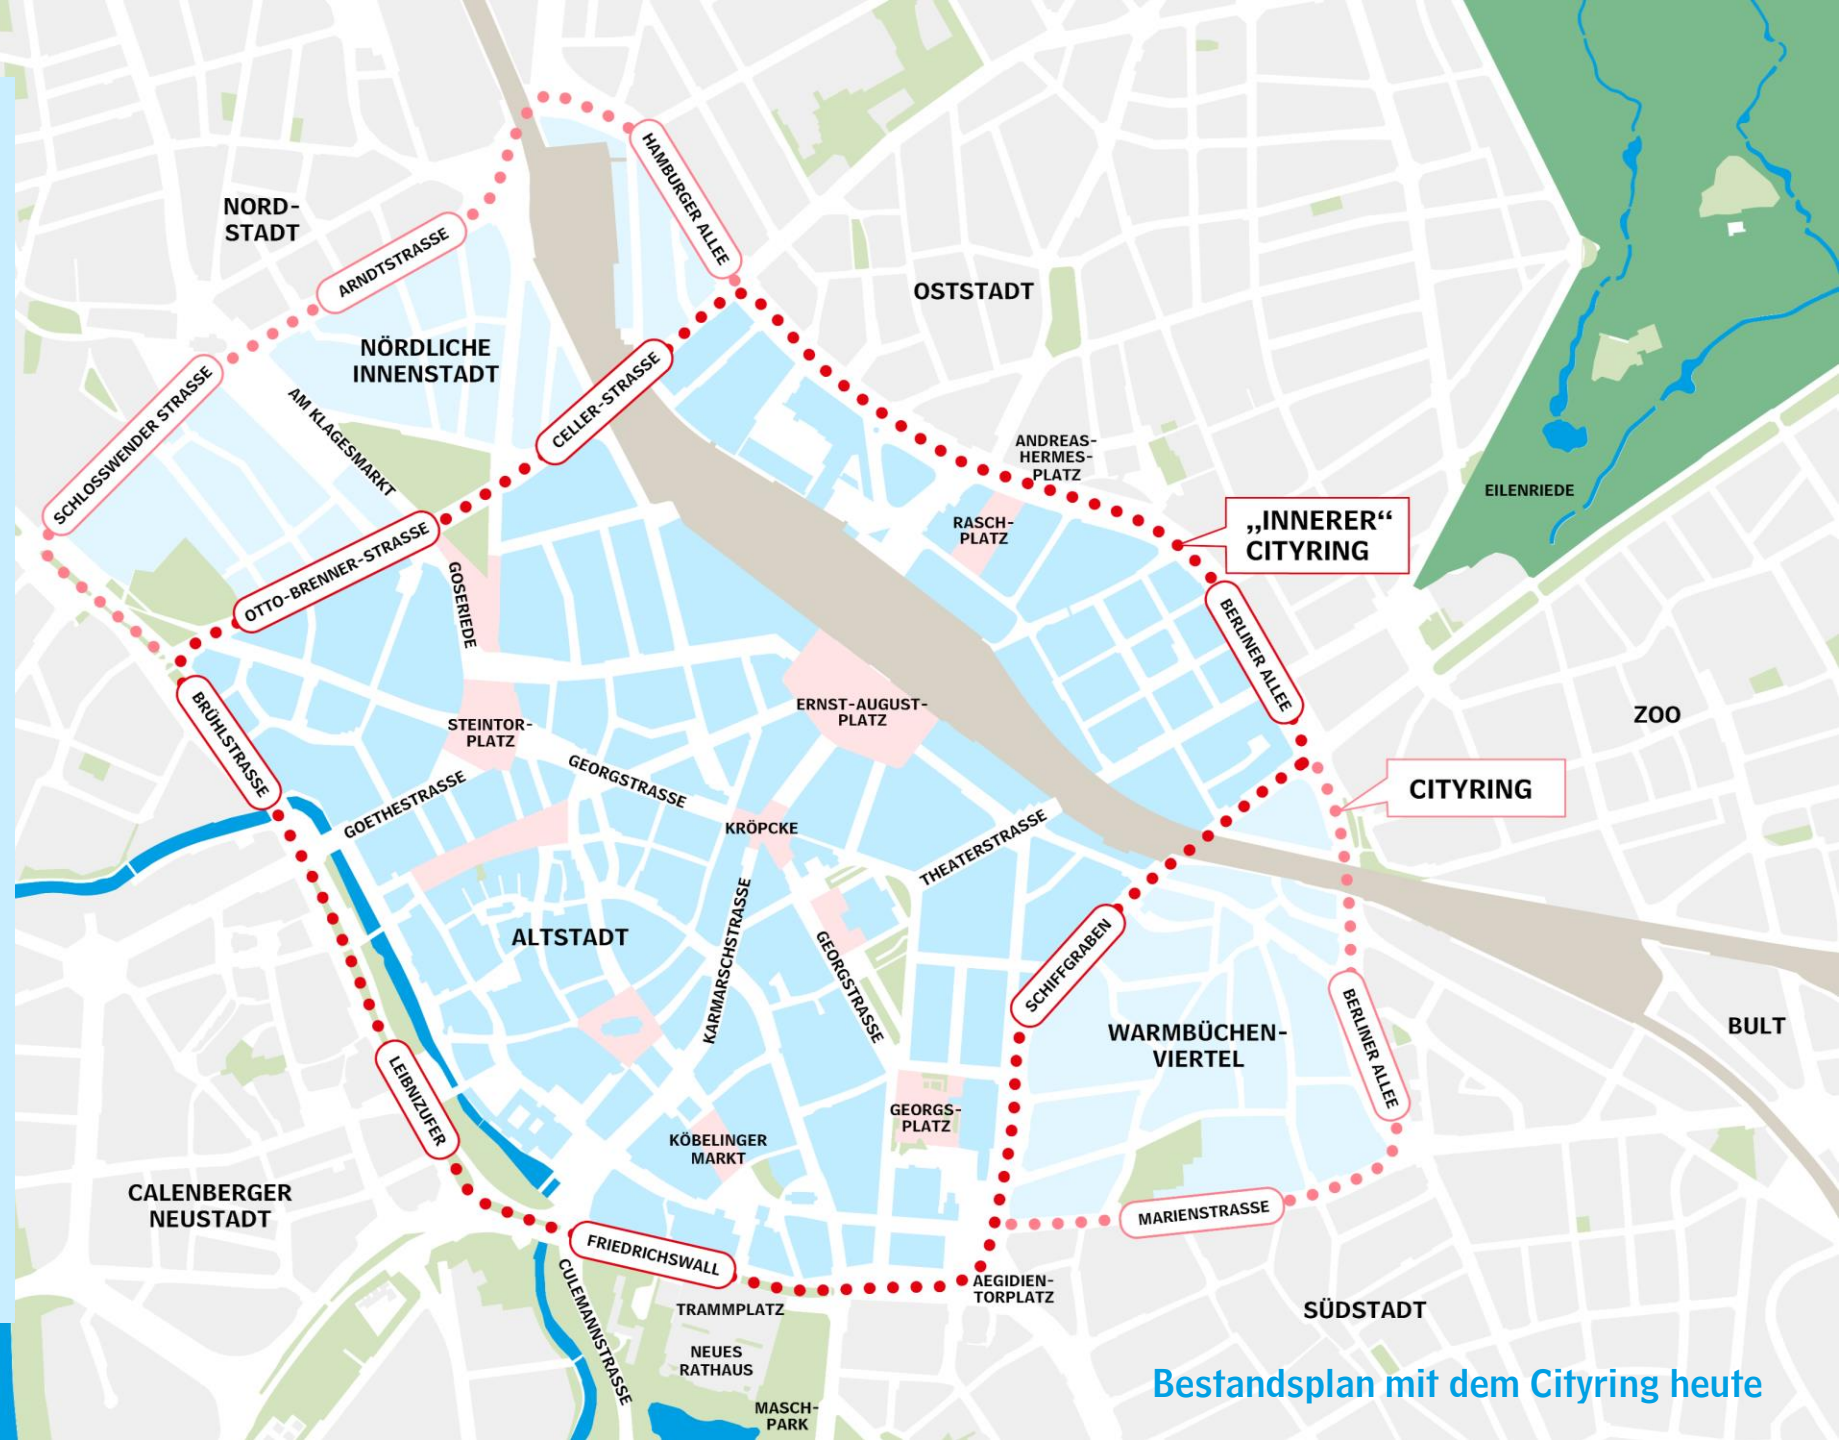 HAMBURGER ALLEE
NORD-
STADT
ARNDTSTRASSE
OSTSTADT
NÖRDLICHE
INNENSTADT
SCHLOSSWENDER STRASSE
AM KLAGESMARKT
CELLER-STRASSE
ANDREAS-
HERMES-
PLATZ
EILENRIEDE
RASCH-
PLATZ
„INNERER“
CITYRING
OTTO-BRENNER-STRASSE
GOSERIEDE
BERLINER ALLEE
BRÜHLSTRASSE
STEINTOR-
PLATZ
ERNST-AUGUST-
PLATZ
ZOO
GEORGSTRASSE
GOETHESTRASSE
CITYRING
KRÖPCKE
THEATERSTRASSE
ALTSTADT
KARMARSCHSTRASSE
GEORGSTRASSE
SCHIFFGRABEN
WARMBÜCHEN-
VIERTEL
BERLINER ALLEE
BULT
LEIBNIZUFER
GEORGS-
PLATZ
KÖBELINGER
MARKT
CALENBERGER
NEUSTADT
MARIENSTRASSE
FRIEDRICHSWALL
CULEMANNSTRASSE
AEGIDIEN-
TORPLATZ
TRAMMPLATZ
SÜDSTADT
NEUES
RATHAUS
MASCH-
PARK
Bestandsplan mit dem Cityring heute